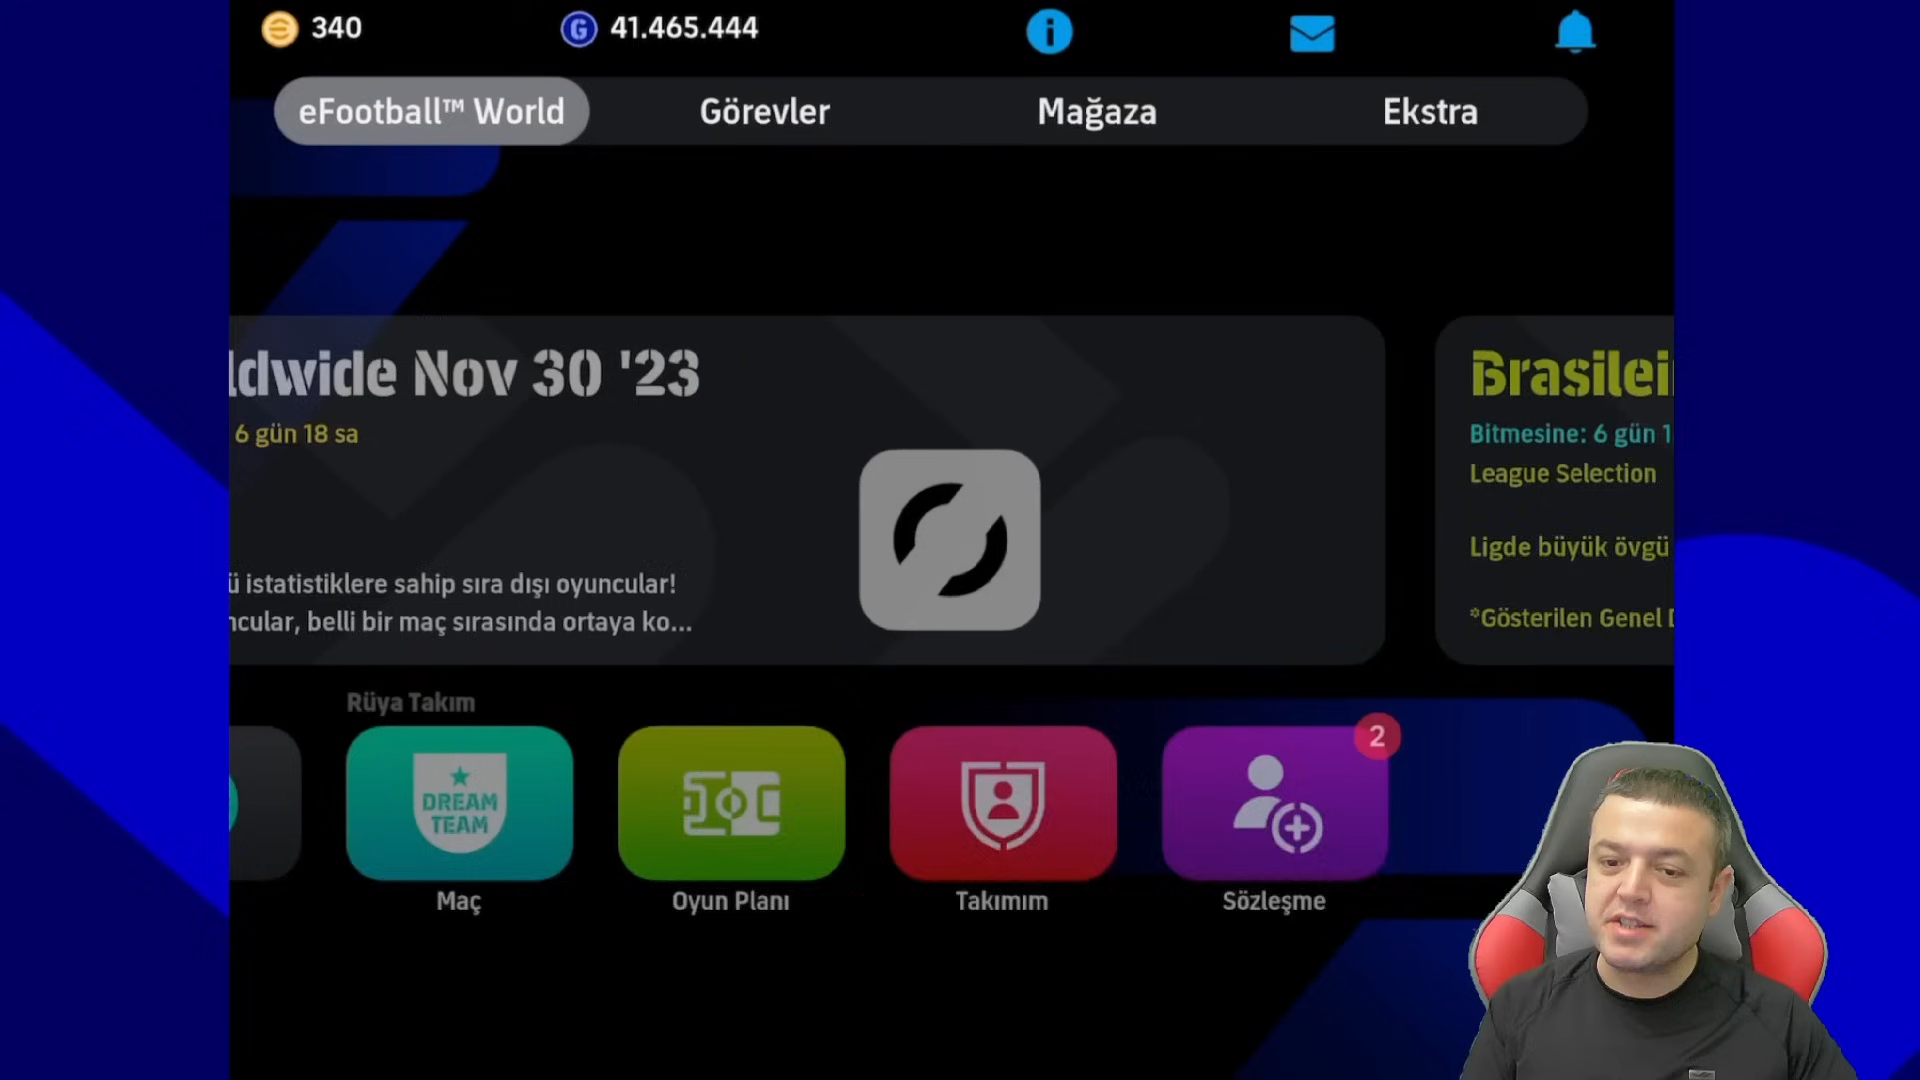 340
41.465.444
eFootball™ World
Görevler
Mağaza
Ekstra
ldwide Nov 30 '23
6 gün 18 sa
ü istatistiklere sahip sıra dışı oyuncular!
ncular, belli bir maç sırasında ortaya ko...
Brasilei
Bitmesine: 6 gün 1
League Selection
Ligde büyük övgü
*Gösterilen Genel D
Rüya Takım
DREAM
TEAM
2
Maç
Oyun Planı
Takımım
Sözleşme